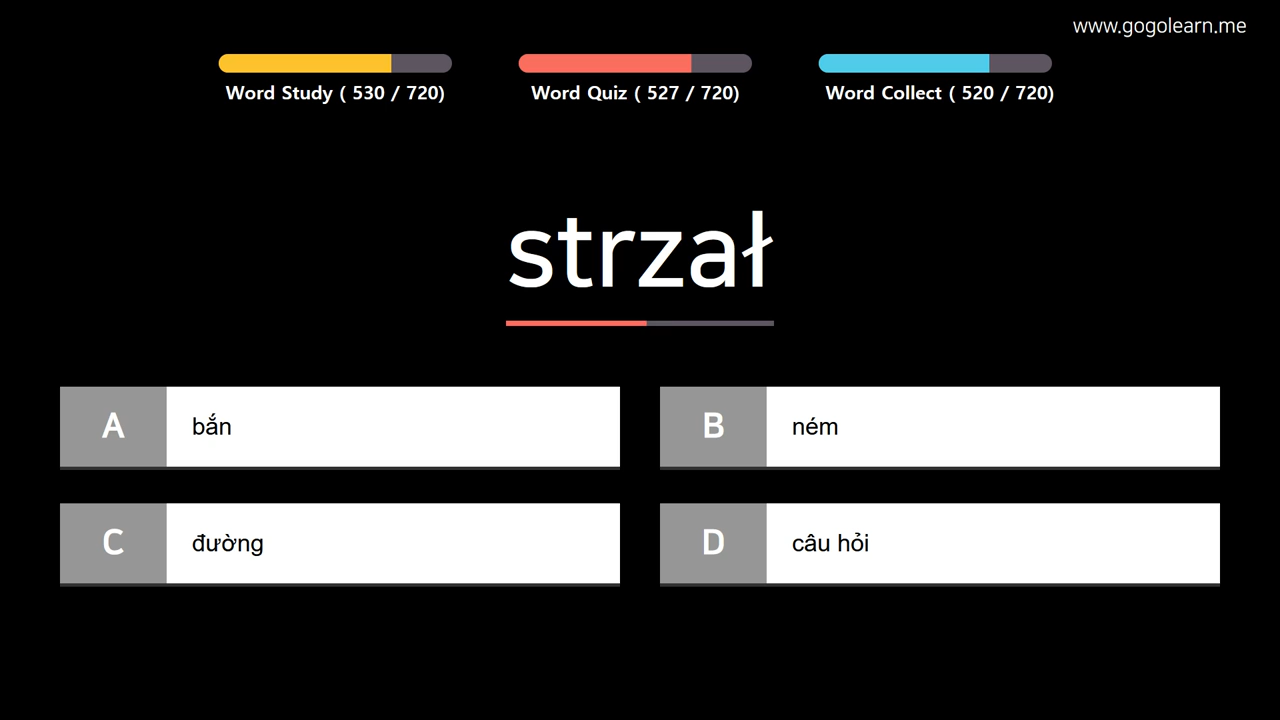 www.gogolearn.me
Word Study ( 530 / 720)
Word Quiz ( 527 / 720)
Word Collect ( 520 / 720)
strzał
A
bắn
B
ném
C
đường
D
câu hỏi